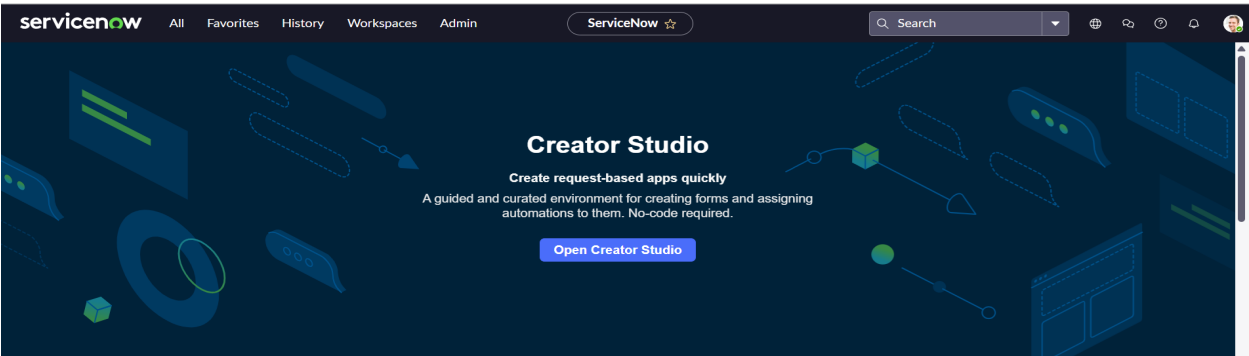 servicenow All Favorites History Workspaces Admin ServiceNow Search
Creator Studio
Create request-based apps quickly
A guided and curated environment for creating forms and assigning
automations to them. No-code required.
Open Creator Studio